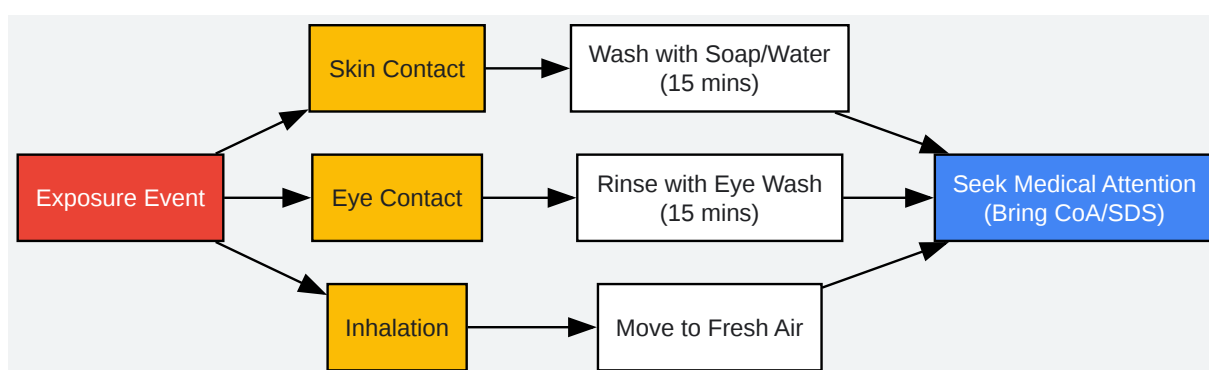 Exposure Event
Skin Contact
Wash with Soap/Water
(15 mins)
Eye Contact
Rinse with Eye Wash
(15 mins)
Inhalation
Move to Fresh Air
Seek Medical Attention
(Bring CoA/SDS)